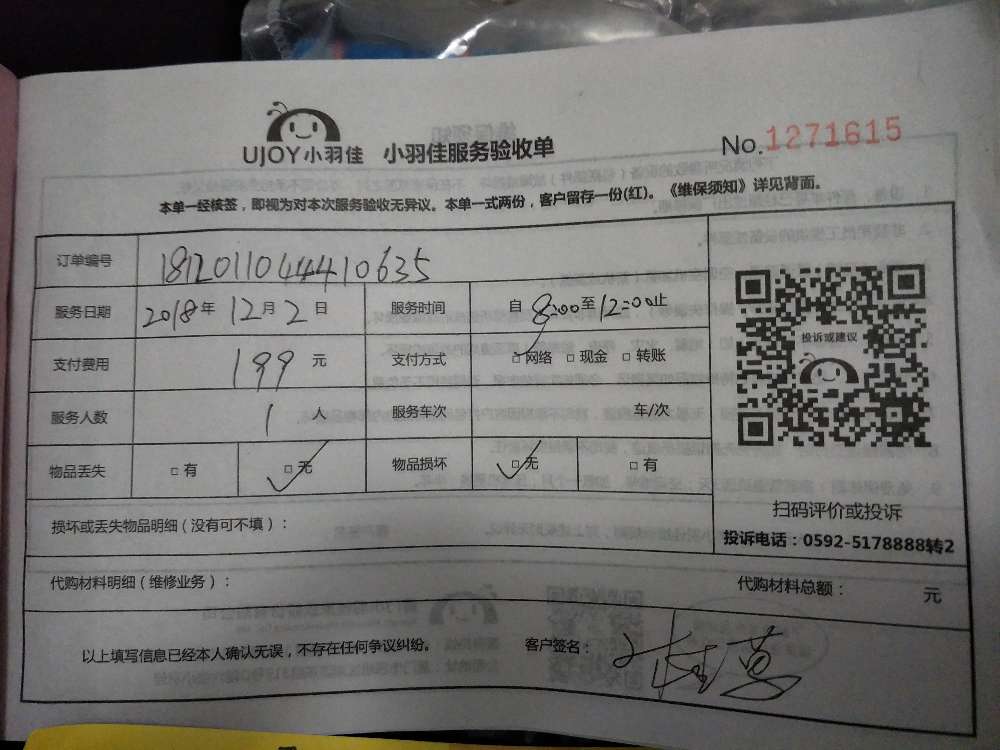 UJOY小羽佳 小羽佳服务验收单 No.1271615
本单一经核签，即视为对本次服务验收无异议。本单一式两份，客户留存一份(红)。《维保须知》详见背面。
订单编号 1812011044410635
服务日期 2018年 12月 2日 服务时间 自 8:00至12:00止
支付费用 199 元 支付方式 □网络 □现金 □转账
服务人数 1 人 服务车次 车/次
物品丢失 □有 □无 物品损坏 □无 □有
投诉或建议
扫码评价或投诉
投诉电话：0592-5178888转2
损坏或丢失物品明细（没有可不填）：
代购材料明细（维修业务）： 代购材料总额： 元
以上填写信息已经本人确认无误，不存在任何争议纠纷。 客户签名：